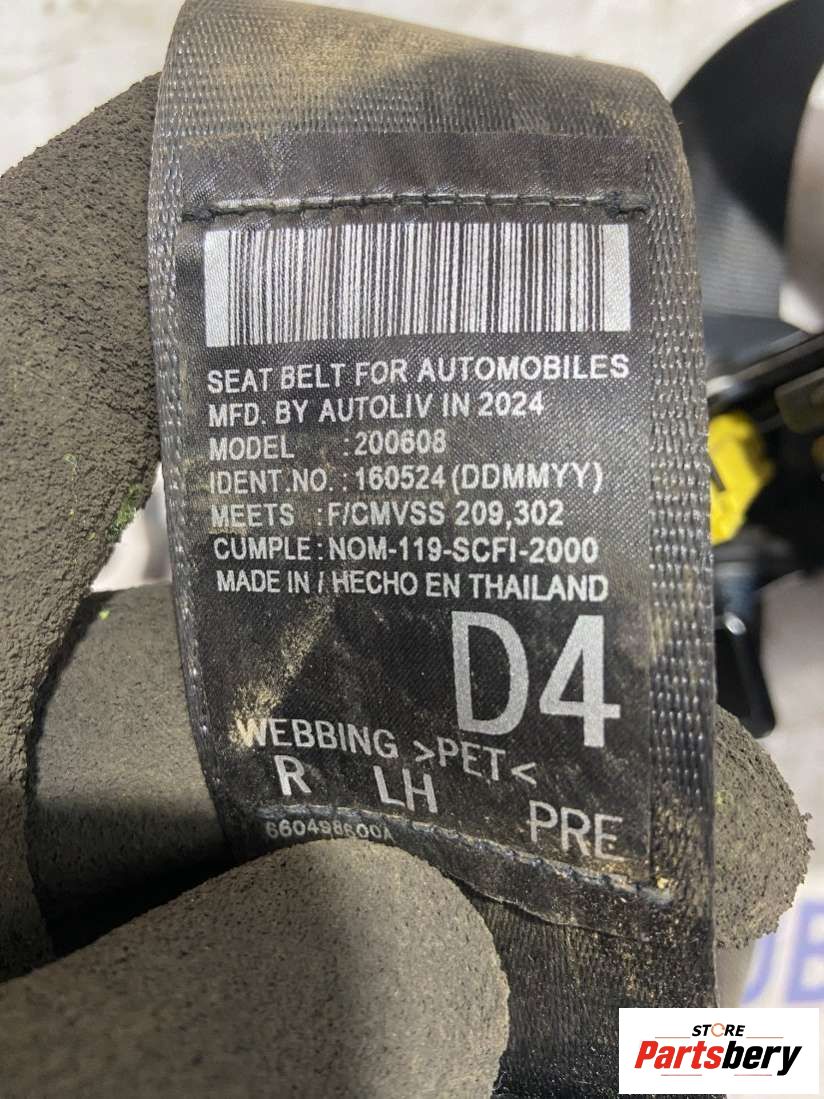 SEAT BELT FOR AUTOMOBILES
MFD. BY AUTOLIV IN 2024
MODEL : 200608
IDENT.NO. : 160524 (DDMMYY)
MEETS : F/CMVSS 209,302
CUMPLE : NOM-119-SCFI-2000
MADE IN / HECHO EN THAILAND
D4
WEBBING >PET<
R LH PRE
660498600A
STORE
Partsbery